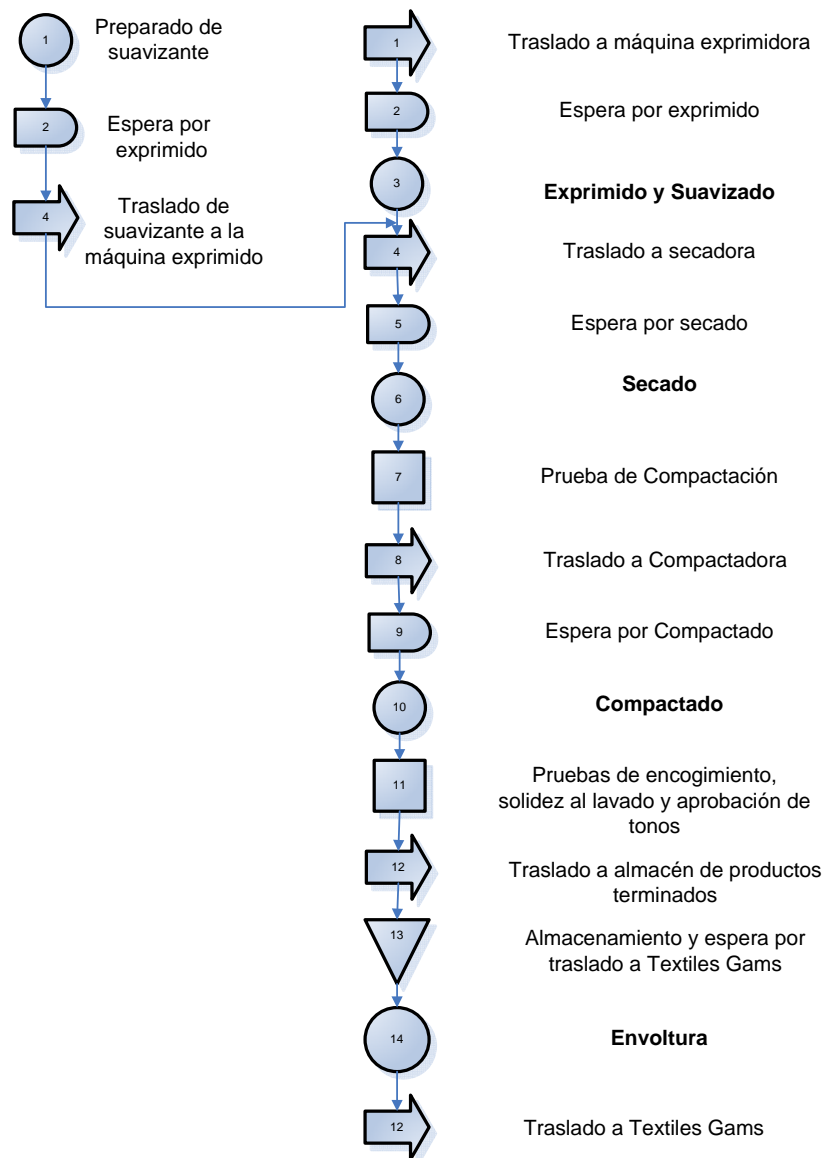 1
Preparado de
suavizante
2
Espera por
exprimido
4
Traslado de
suavizante a la
máquina exprimido
1
Traslado a máquina exprimidora
2
Espera por exprimido
3
Exprimido y Suavizado
4
Traslado a secadora
5
Espera por secado
6
Secado
7
Prueba de Compactación
8
Traslado a Compactadora
9
Espera por Compactado
10
Compactado
11
Pruebas de encogimiento,
solidez al lavado y aprobación de
tonos
12
Traslado a almacén de productos
terminados
13
Almacenamiento y espera por
traslado a Textiles Gams
14
Envoltura
12
Traslado a Textiles Gams